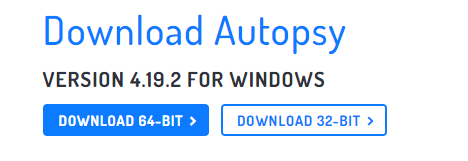 Download Autopsy
VERSION 4.19.2 FOR WINDOWS
DOWNLOAD 64-BIT >
DOWNLOAD 32-BIT >